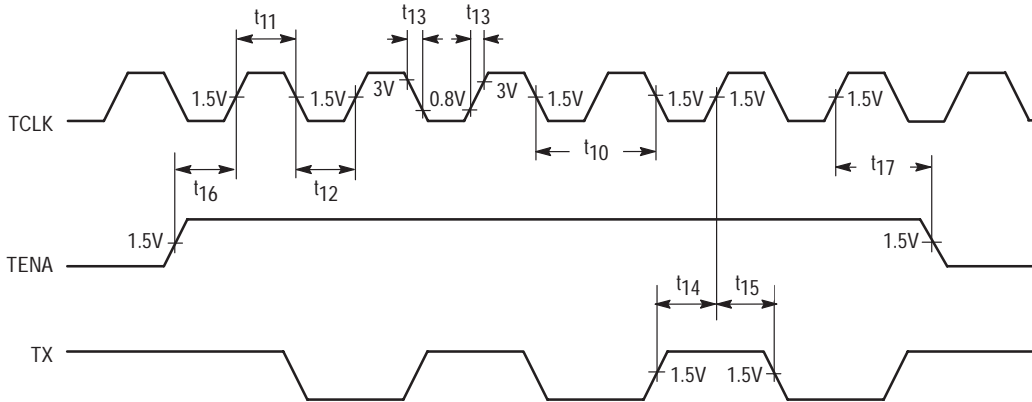 t11 t13 t13
TCLK 1.5V 1.5V 3V 0.8V 3V 1.5V 1.5V 1.5V 1.5V
t16 t12 t10 t17
TENA 1.5V 1.5V
t14 t15
TX 1.5V 1.5V